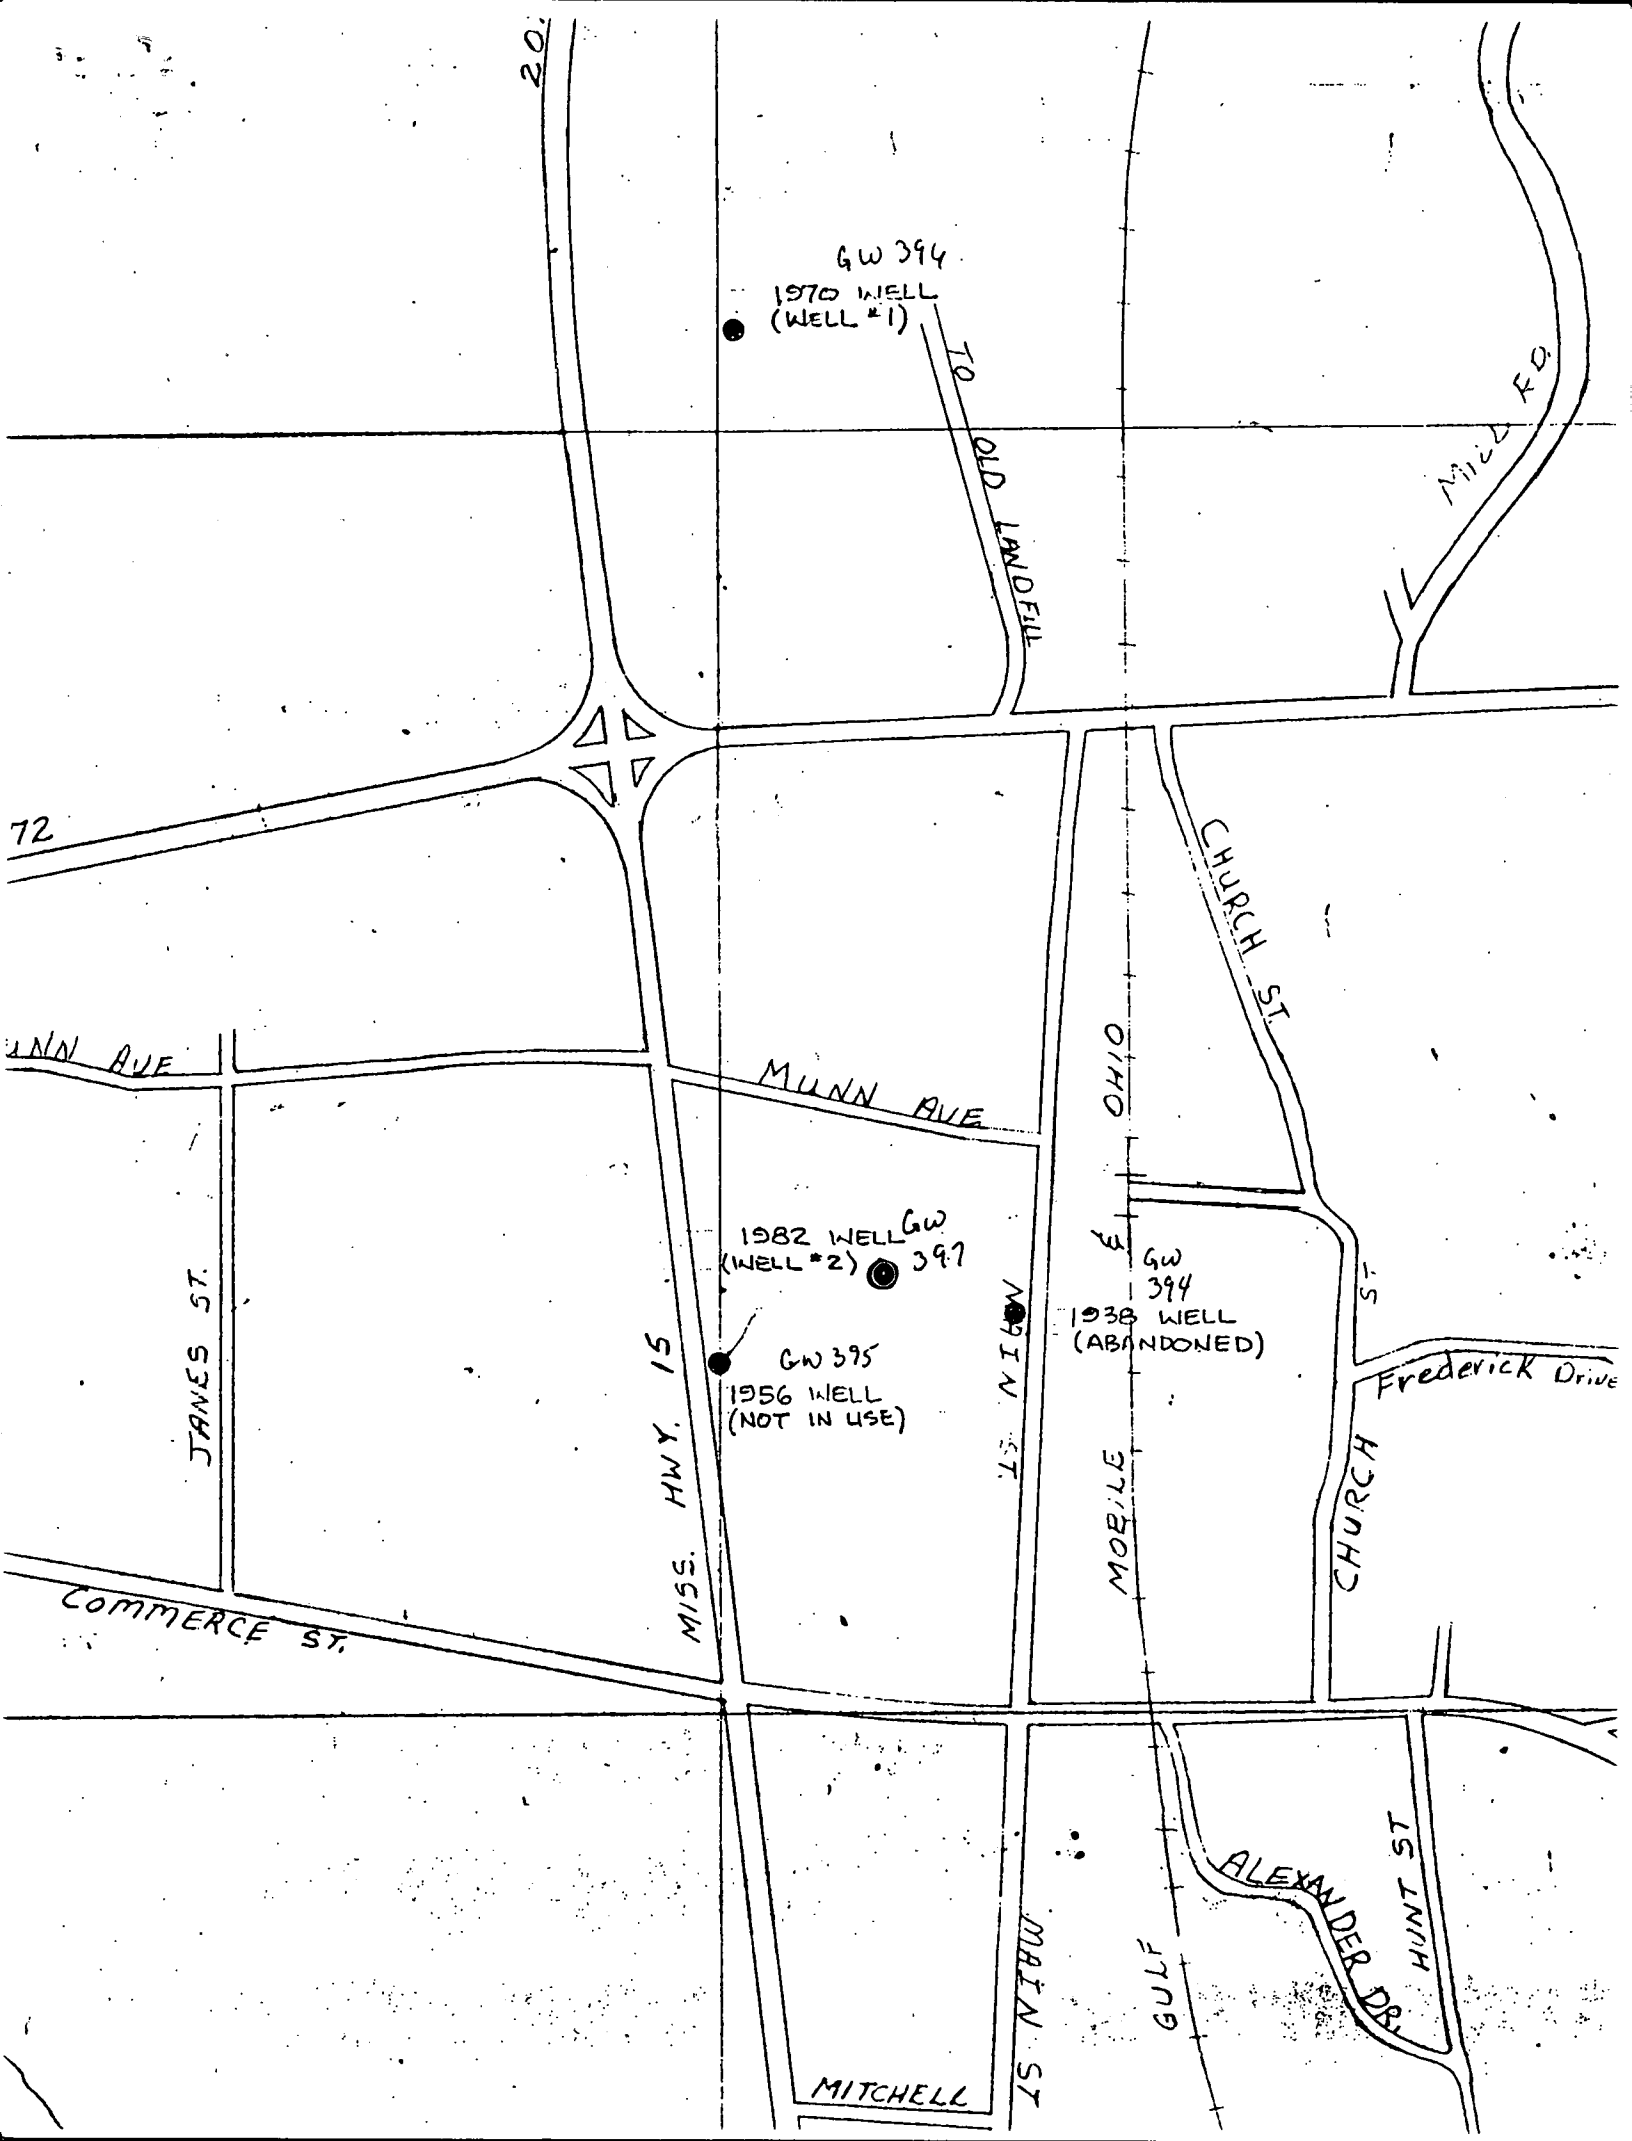 20.
GW 396
1970 WELL
(WELL #1)
TO OLD LANDFILL
MILL RD.
72
CHURCH ST.
MUNN AVE
MUNN AVE.
OHIO
1982 WELL
(WELL #2)
GW
397
GW
394
1938 WELL
(ABANDONED)
&
ST
JANES ST.
GW 395
1956 WELL
(NOT IN USE)
MISS. HWY. 15
MAIN ST.
MOBILE
Frederick Drive
CHURCH
COMMERCE ST.
ALEXANDER DR.
HUNT ST
GULF
MAIN ST
MITCHELL